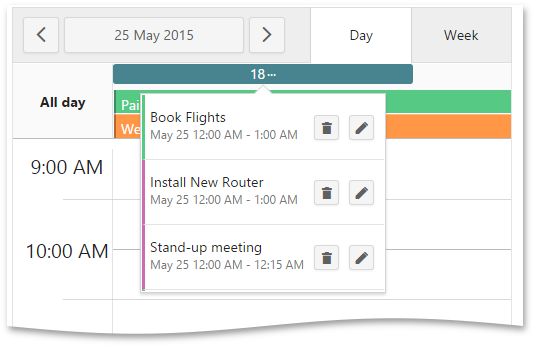 25 May 2015
Day
Week
18
All day
Pai
We
Book Flights
May 25 12:00 AM - 1:00 AM
Install New Router
May 25 12:00 AM - 1:00 AM
Stand-up meeting
May 25 12:00 AM - 12:15 AM
9:00 AM
10:00 AM